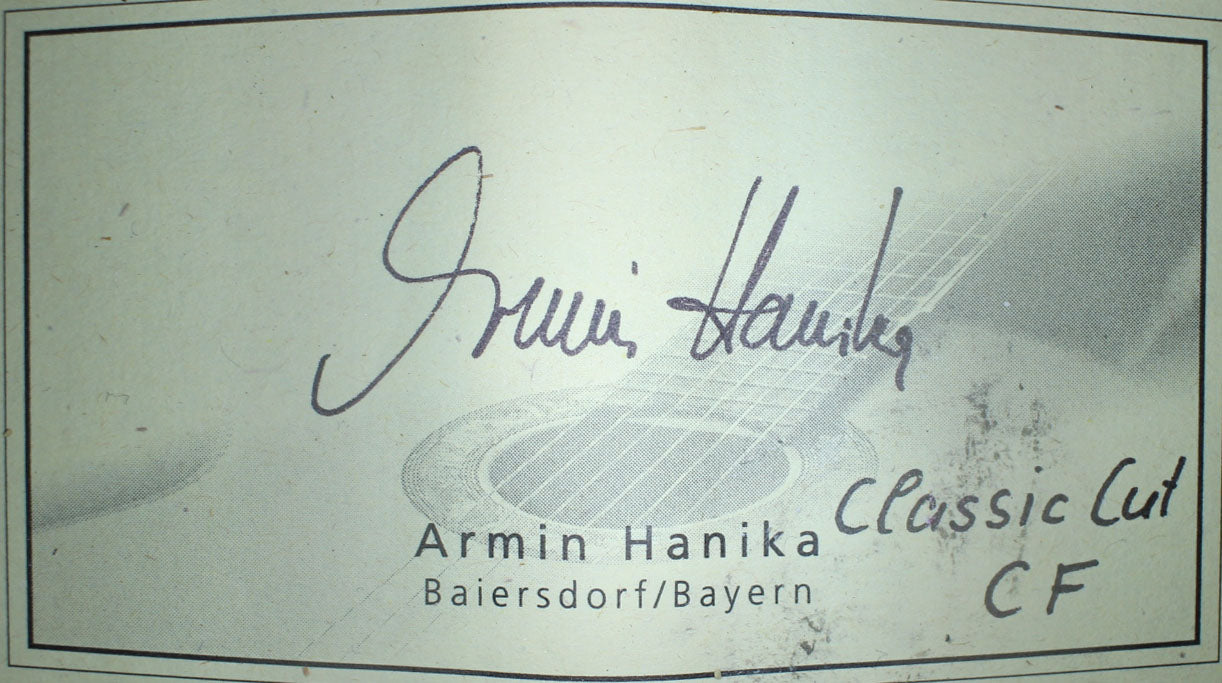 Armin Hanika
Armin Hanika
Baiersdorf/Bayern
Classic Cut
CF